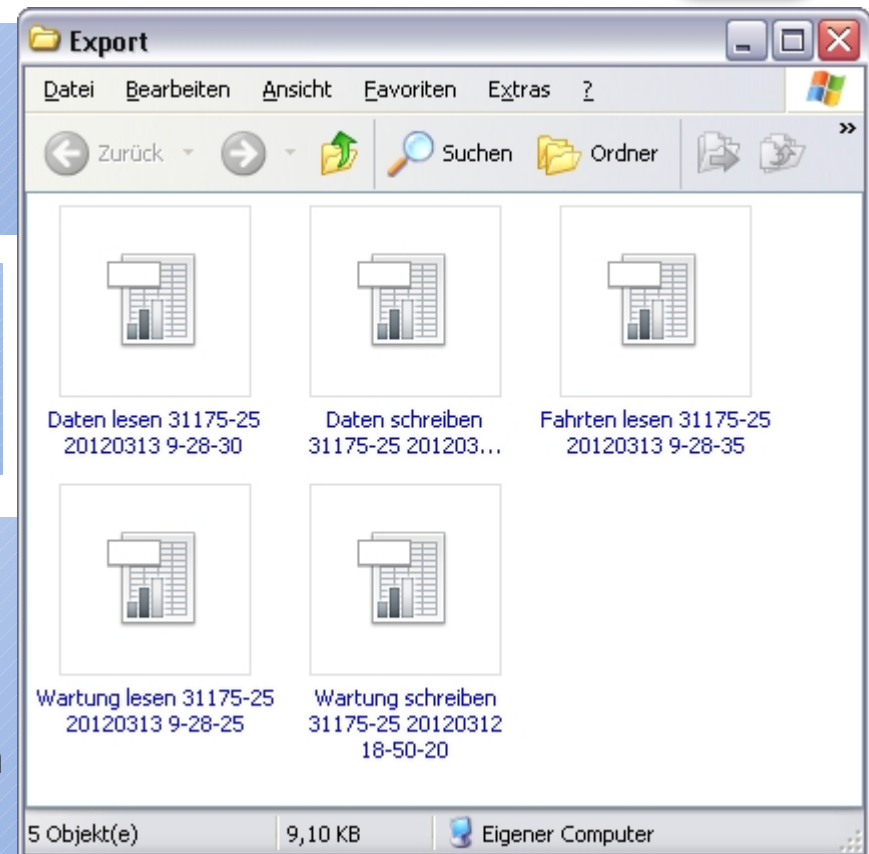 Export
Datei Bearbeiten Ansicht Favoriten Extras ?
Zurück Suchen Ordner »
Daten lesen 31175-25
20120313 9-28-30
Daten schreiben
31175-25 201203...
Fahrten lesen 31175-25
20120313 9-28-35
Wartung lesen 31175-25
20120313 9-28-25
Wartung schreiben
31175-25 20120312
18-50-20
5 Objekt(e) 9,10 KB Eigener Computer